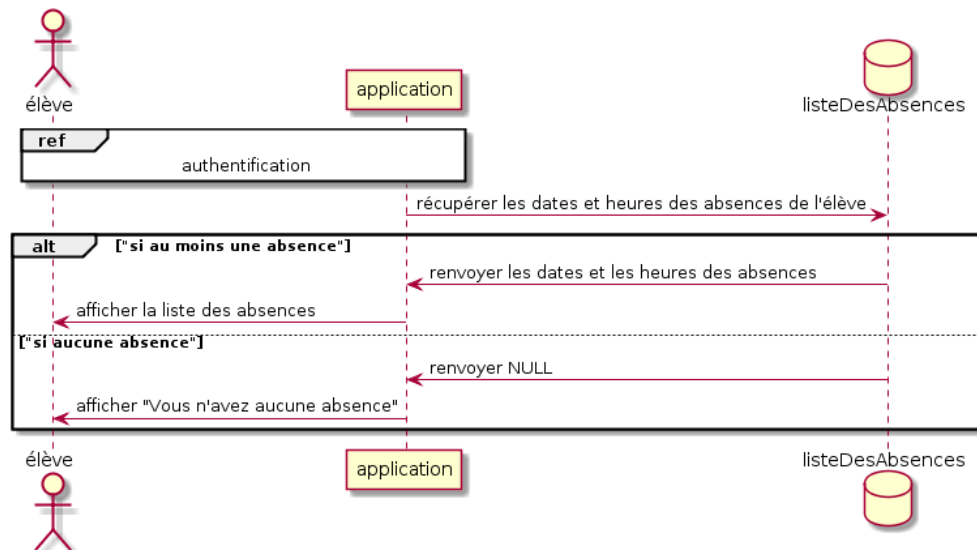 élève
application
listeDesAbsences
ref
authentification
récupérer les dates et heures des absences de l'élève
alt ["si au moins une absence"]
renvoyer les dates et les heures des absences
afficher la liste des absences
["si aucune absence"]
renvoyer NULL
afficher "Vous n'avez aucune absence"
élève
application
listeDesAbsences